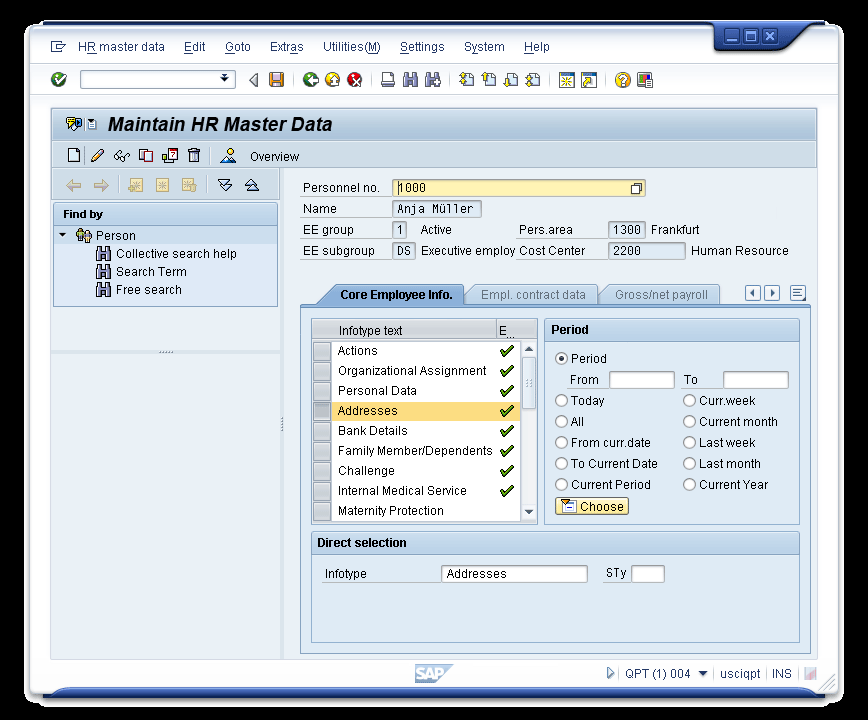 HR master data Edit Goto Extras Utilities(M) Settings System Help
Maintain HR Master Data
Overview
Find by
Person
Collective search help
Search Term
Free search
Personnel no. 1000
Name Anja Müller
EE group 1 Active Pers.area 1300 Frankfurt
EE subgroup DS Executive employ Cost Center 2200 Human Resource
Core Employee Info. Empl. contract data Gross/net payroll
Infotype text E...
Actions
Organizational Assignment
Personal Data
Addresses
Bank Details
Family Member/Dependents
Challenge
Internal Medical Service
Maternity Protection
Period
Period
From To
Today Curr.week
All Current month
From curr.date Last week
To Current Date Last month
Current Period Current Year
Choose
Direct selection
Infotype Addresses STy
SAP QPT (1) 004 usciqpt INS